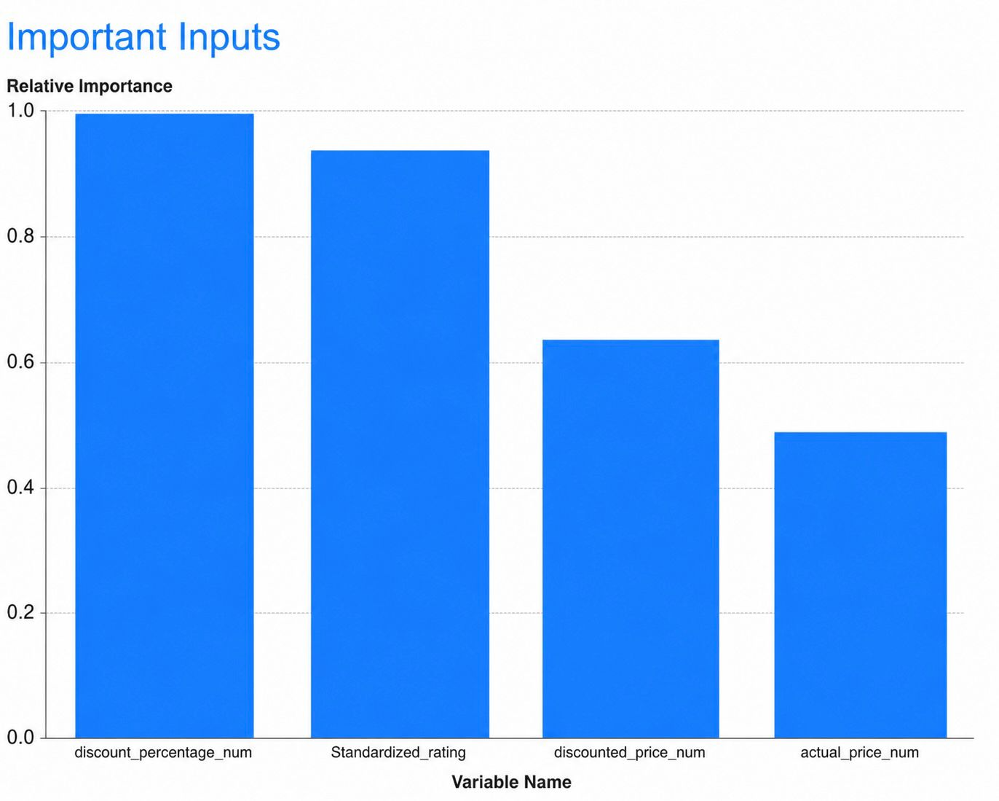 Important Inputs
Relative Importance
1.0
0.8
0.6
0.4
0.2
0.0
discount_percentage_num Standardized_rating discounted_price_num actual_price_num
Variable Name